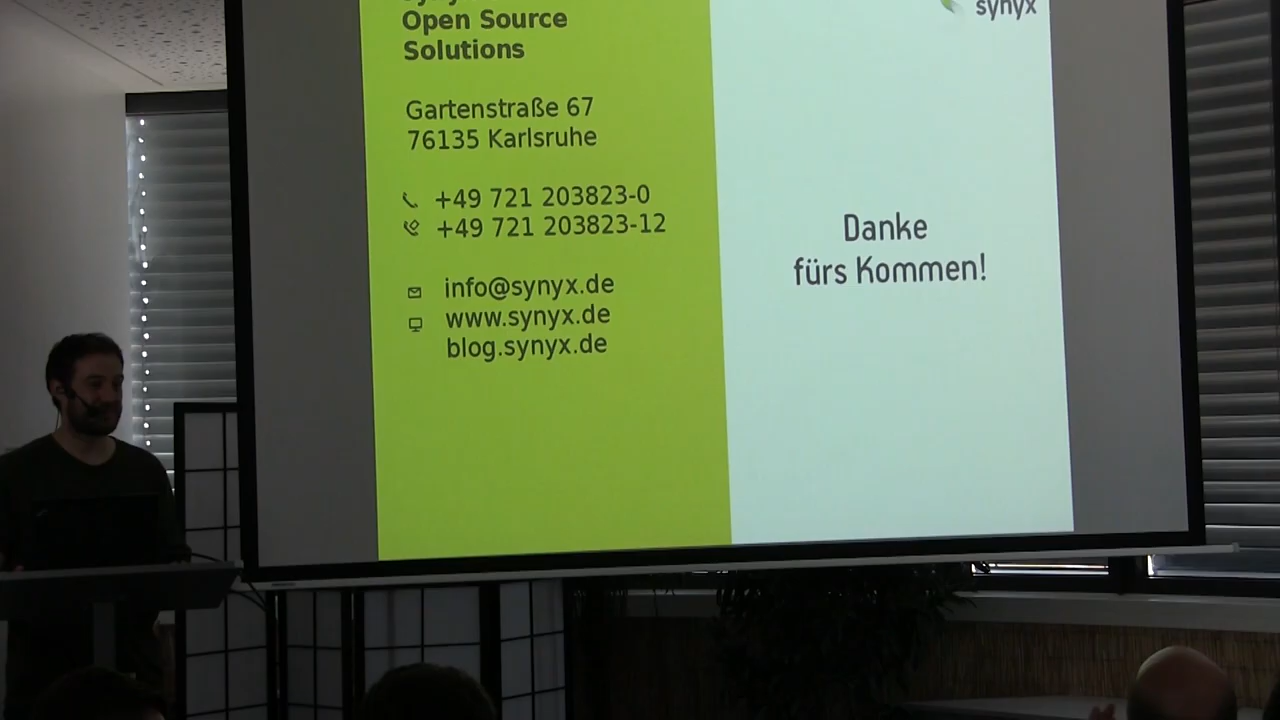 Open Source
Solutions
Gartenstraße 67
76135 Karlsruhe
+49 721 203823-0
+49 721 203823-12
info@synyx.de
www.synyx.de
blog.synyx.de
synyx
Danke
fürs Kommen!